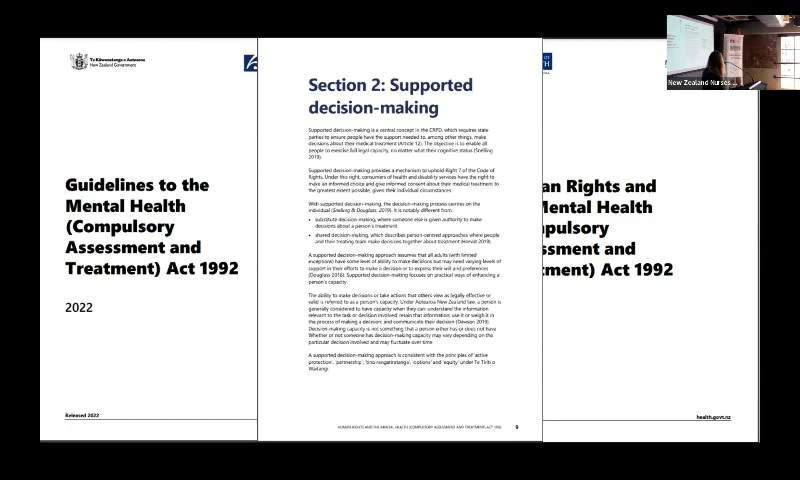 Te Kāwanatanga o Aotearoa
New Zealand Government
Guidelines to the
Mental Health
(Compulsory
Assessment and
Treatment) Act 1992
2022
Released 2022
Section 2: Supported
decision-making
Supported decision-making is a central concept in the CRPD, which requires state
parties to ensure people have the support needed to, among other things, make
decisions about their medical treatment (Article 12). The objective is to enable all
people to exercise full legal capacity, no matter what their cognitive status (Snelling
2019).
Supported decision-making provides a mechanism to uphold Right 7 of the Code of
Rights. Under this right, consumers of health and disability services have the right to
make an informed choice and give informed consent about their medical treatment to
the greatest extent possible, given their individual circumstances.
With supported decision-making, the decision-making process centres on the
individual (Snelling & Douglass, 2019). It is notably different from:
• substitute decision-making, where someone else is given authority to make
decisions about a person's treatment
• shared decision-making, which describes person-centred approaches where people
and their treating team make decisions together about treatment (Horvat 2019).
A supported decision-making approach assumes that all adults (with limited
exceptions) have some level of ability to make decisions but may need varying levels of
support in their efforts to make a decision or to express their will and preferences
(Douglass 2018). Supported decision-making focuses on practical ways of enhancing a
person's capacity
The ability to make decisions or take actions that others view as legally effective or
valid is referred to as a person's capacity. Under Aotearoa New Zealand law, a person is
generally considered to have capacity when they can understand the information
relevant to the task or decision involved; retain that information; use it or weigh it in
the process of making a decision; and communicate their decision (Dawson 2019).
Decision-making capacity is not something that a person either has or does not have
Whether or not someone has decision-making capacity may vary depending on the
particular decision involved and may fluctuate over time
A supported decision-making approach is consistent with the principles of 'active
protection', 'partnership', 'tino rangatiratanga', 'options' and 'equity' under Te Tiriti o
Waitangi.
HUMAN RIGHTS AND THE MENTAL HEALTH (COMPULSORY ASSESSMENT AND TREATMENT) ACT 1992 9
an Rights and
Mental Health
mpulsory
ssment and
tment) Act 1992
health.govt.nz
New Zealand Nurses ...